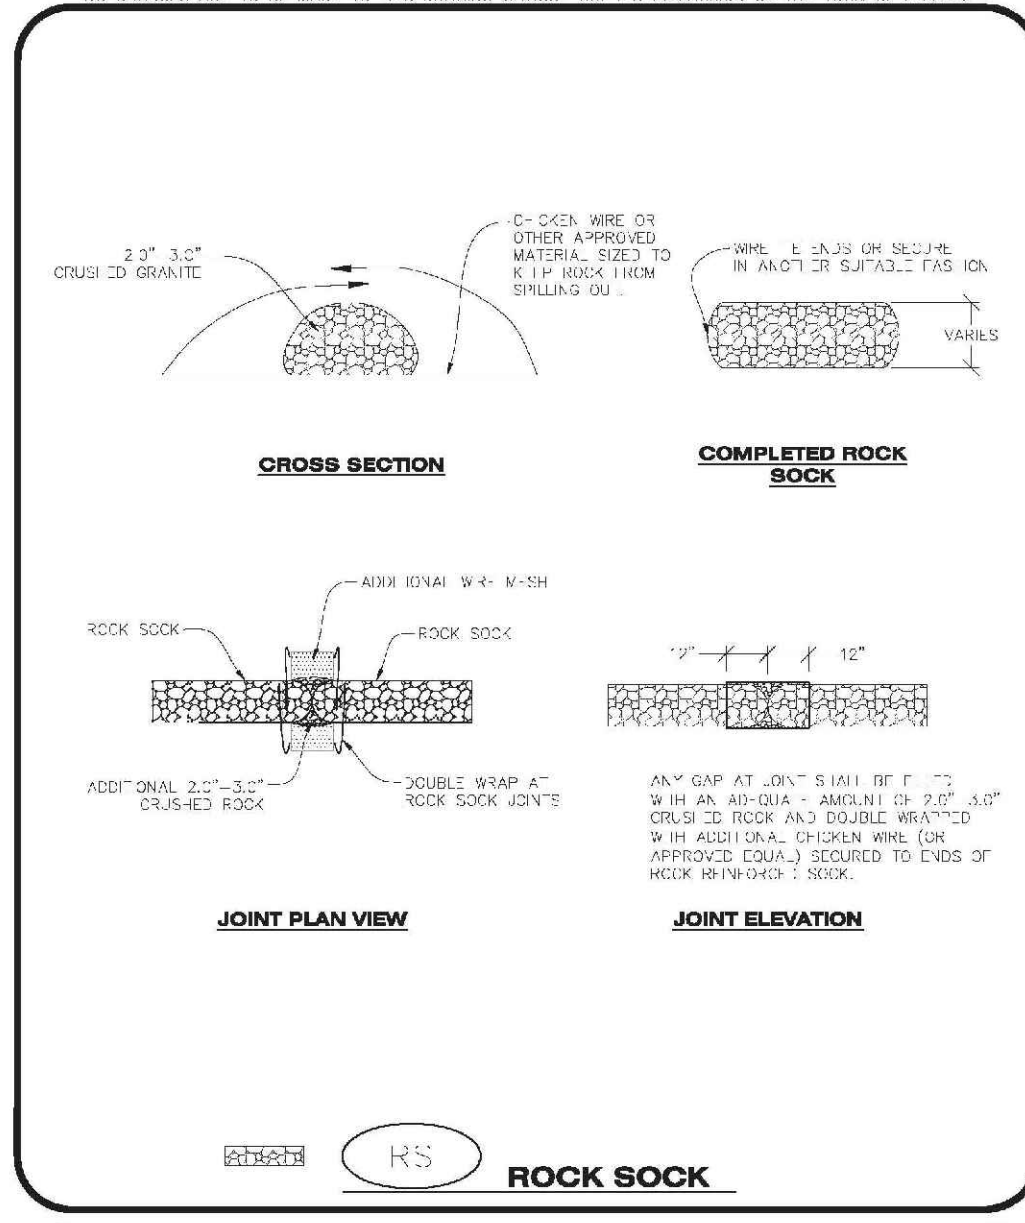 2.0" 3.0"
CRUSHED GRANITE
CHICKEN WIRE OR
OTHER APPROVED
MATERIAL SIZED TO
KEEP ROCK FROM
SPILLING OUT.
WIRE TIE ENDS OR SECURE
IN ANOTHER SUITABLE FASHION
VARIES
CROSS SECTION
COMPLETED ROCK
SOCK
ADDITIONAL WIRE MESH
ROCK SOCK
ROCK SOCK
ADDITIONAL 2.0"–3.0"
CRUSHED ROCK
DOUBLE WRAP AT
ROCK SOCK JOINTS
12"
12"
ANY GAP AT JOINT SHALL BE FILLED
WITH AN ADEQUATE AMOUNT OF 2.0" 3.0"
CRUSHED ROCK AND DOUBLE WRAPPED
WITH ADDITIONAL CHICKEN WIRE (OR
APPROVED EQUAL) SECURED TO ENDS OF
ROCK REINFORCED SOCK.
JOINT PLAN VIEW
JOINT ELEVATION
RS
ROCK SOCK